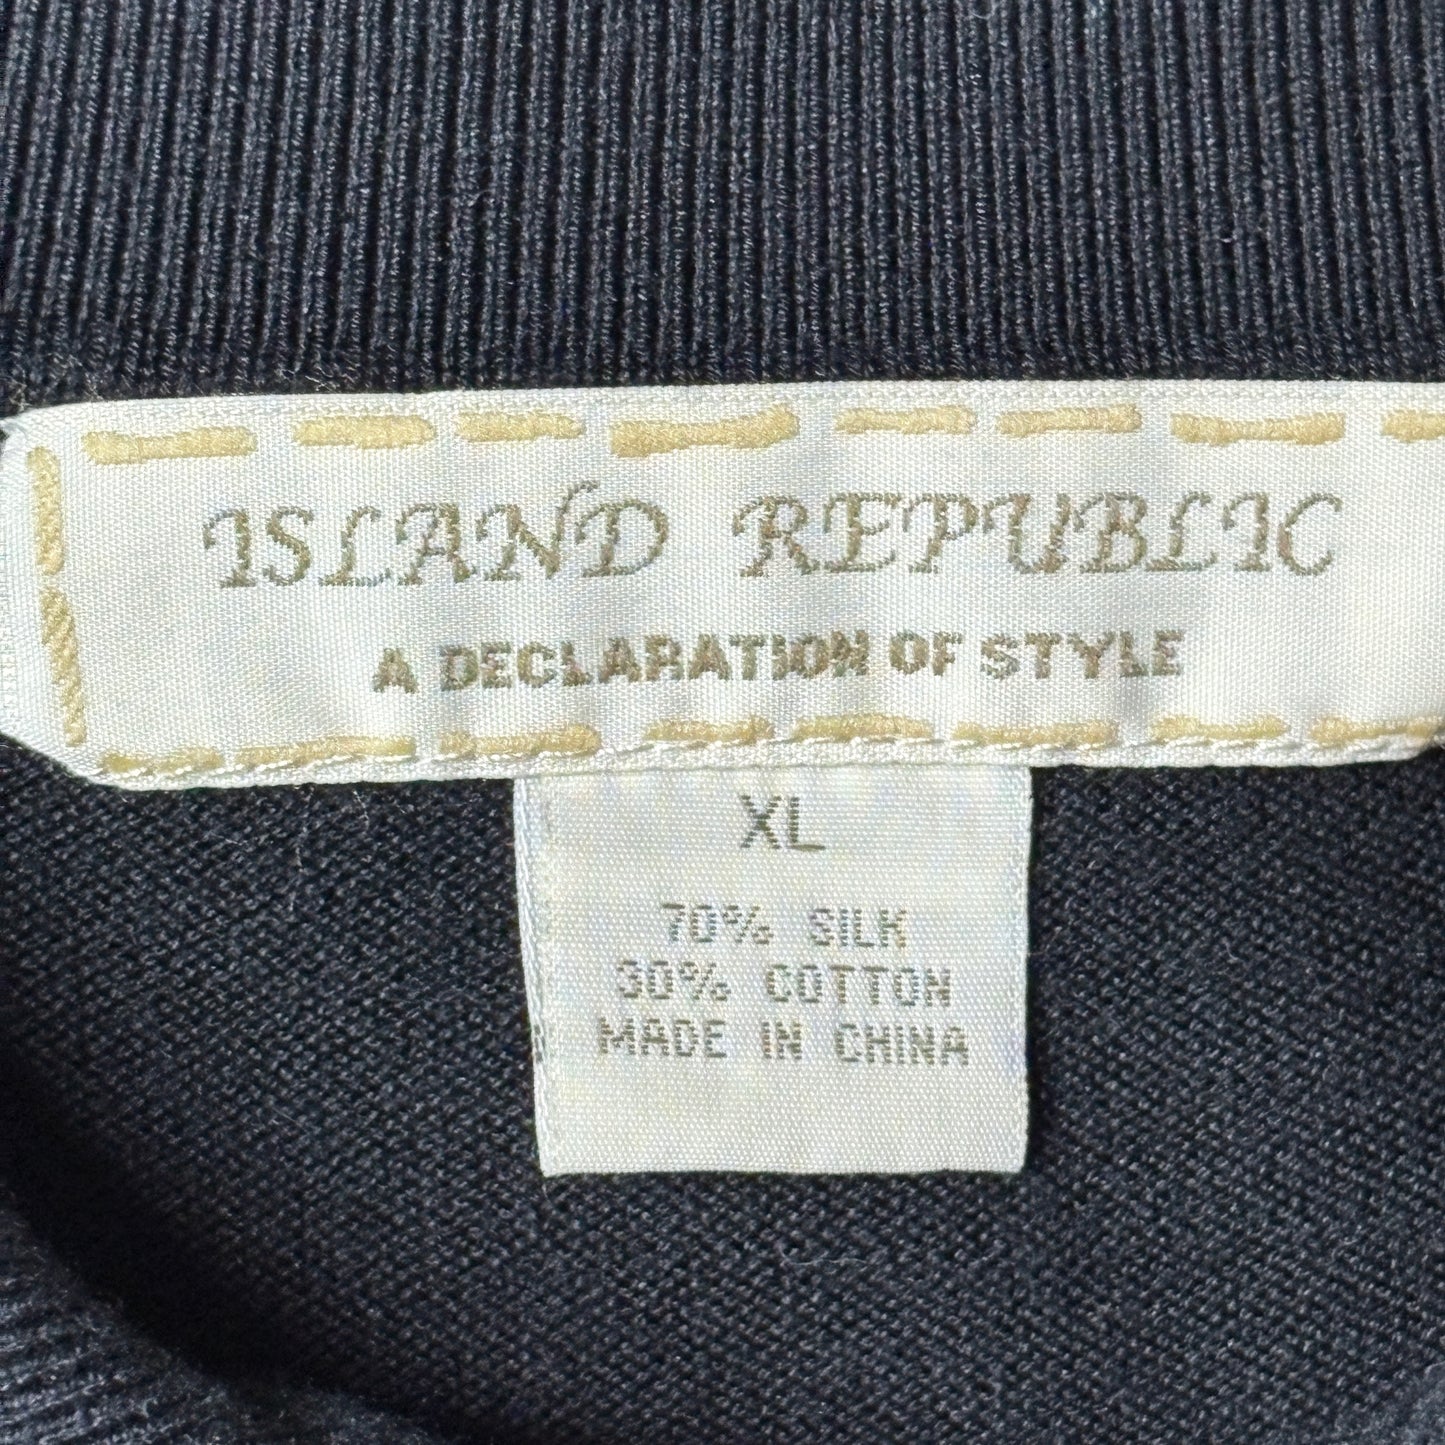 ISLAND REPUBLIC
A DECLARATION OF STYLE
XL
70% SILK
30% COTTON
MADE IN CHINA